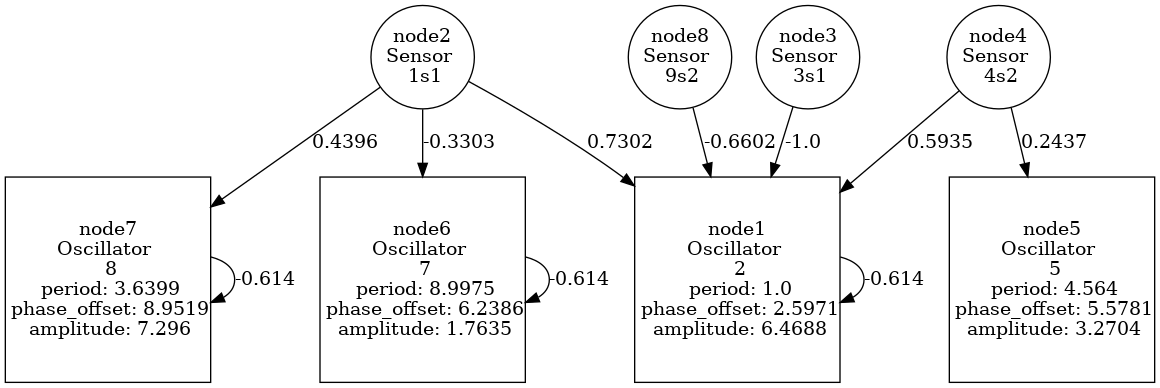 node2
Sensor
1s1
node8
Sensor
9s2
node3
Sensor
3s1
node4
Sensor
4s2
0.4396
-0.3303
0.7302
-0.6602
-1.0
0.5935
0.2437
node7
Oscillator
8
period: 3.6399
phase_offset: 8.9519
amplitude: 7.296
-0.614
node6
Oscillator
7
period: 8.9975
phase_offset: 6.2386
amplitude: 1.7635
-0.614
node1
Oscillator
2
period: 1.0
phase_offset: 2.5971
amplitude: 6.4688
-0.614
node5
Oscillator
5
period: 4.564
phase_offset: 5.5781
amplitude: 3.2704